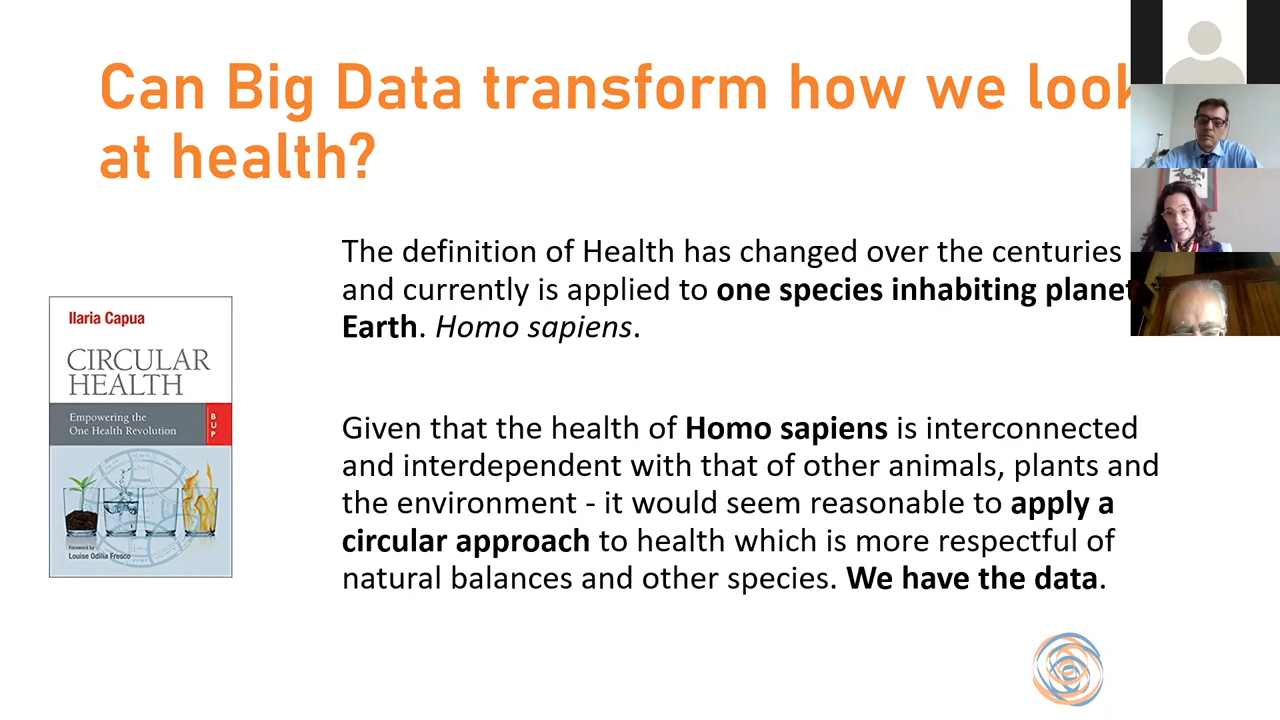 Can Big Data transform how we look
at health?
The definition of Health has changed over the centuries
and currently is applied to one species inhabiting planet
Earth. Homo sapiens.
Given that the health of Homo sapiens is interconnected
and interdependent with that of other animals, plants and
the environment - it would seem reasonable to apply a
circular approach to health which is more respectful of
natural balances and other species. We have the data.
Ilaria Capua
CIRCULAR
HEALTH
Empowering the
One Health Revolution
B
U
P
Foreword by
Louise Odilia Fresco